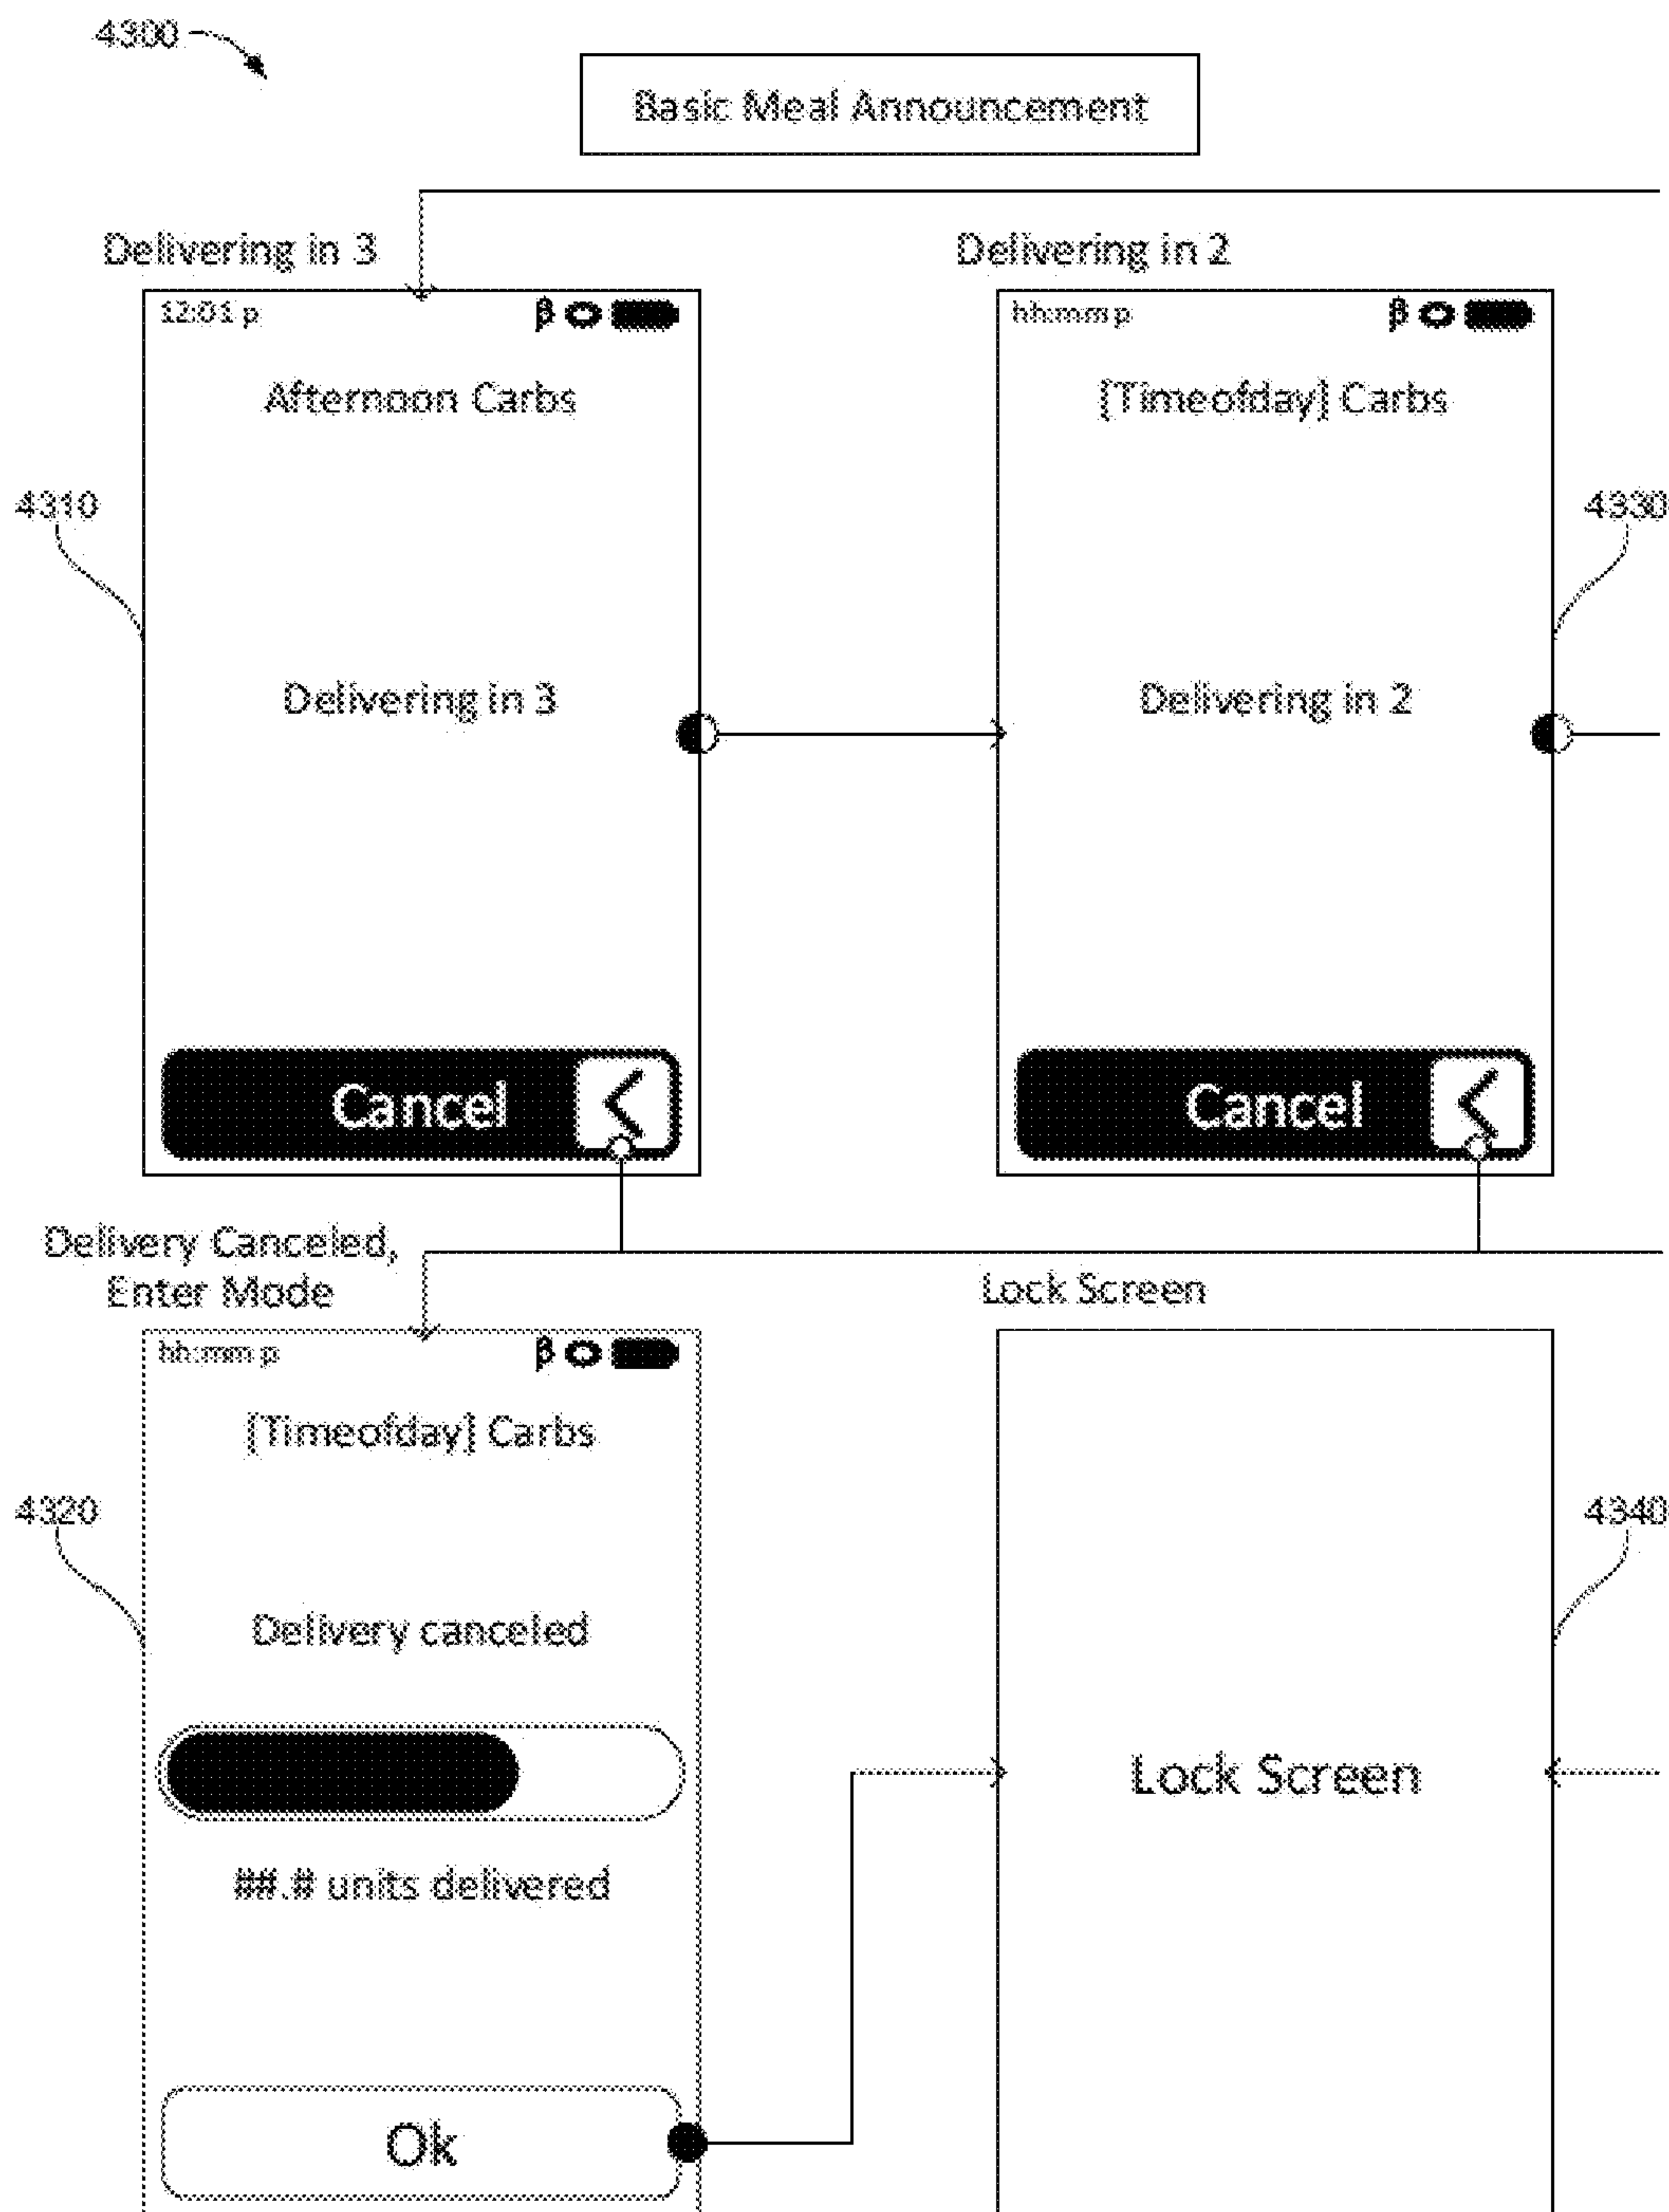 4300
Basic Meal Announcement
Delivering in 3
Delivering in 2
12:01 p
β
hh:mm p
β
Afternoon Carbs
[Timeofday] Carbs
4310
4330
Delivering in 3
Delivering in 2
Cancel
Cancel
Delivery Canceled,
Enter Mode
Lock Screen
hh:mm p
β
[Timeofday] Carbs
4320
4340
Delivery canceled
Lock Screen
##.# units delivered
Ok